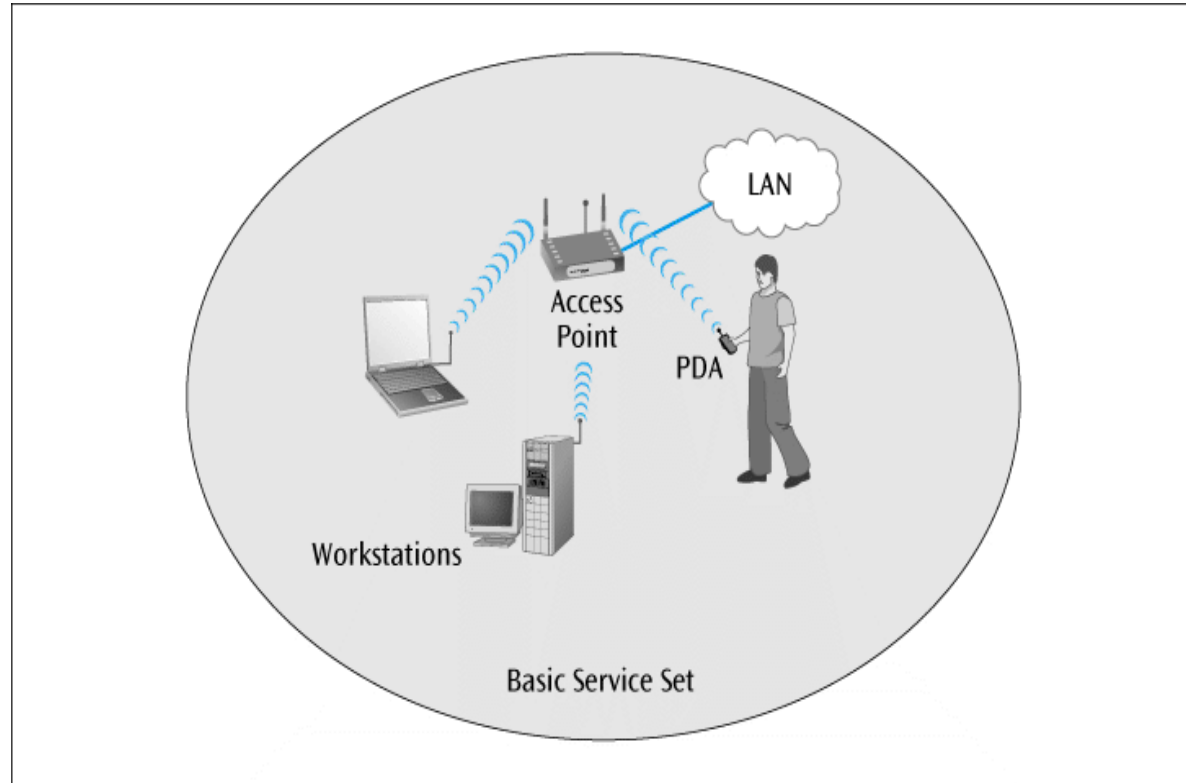 LAN
Access
Point
PDA
Workstations
Basic Service Set